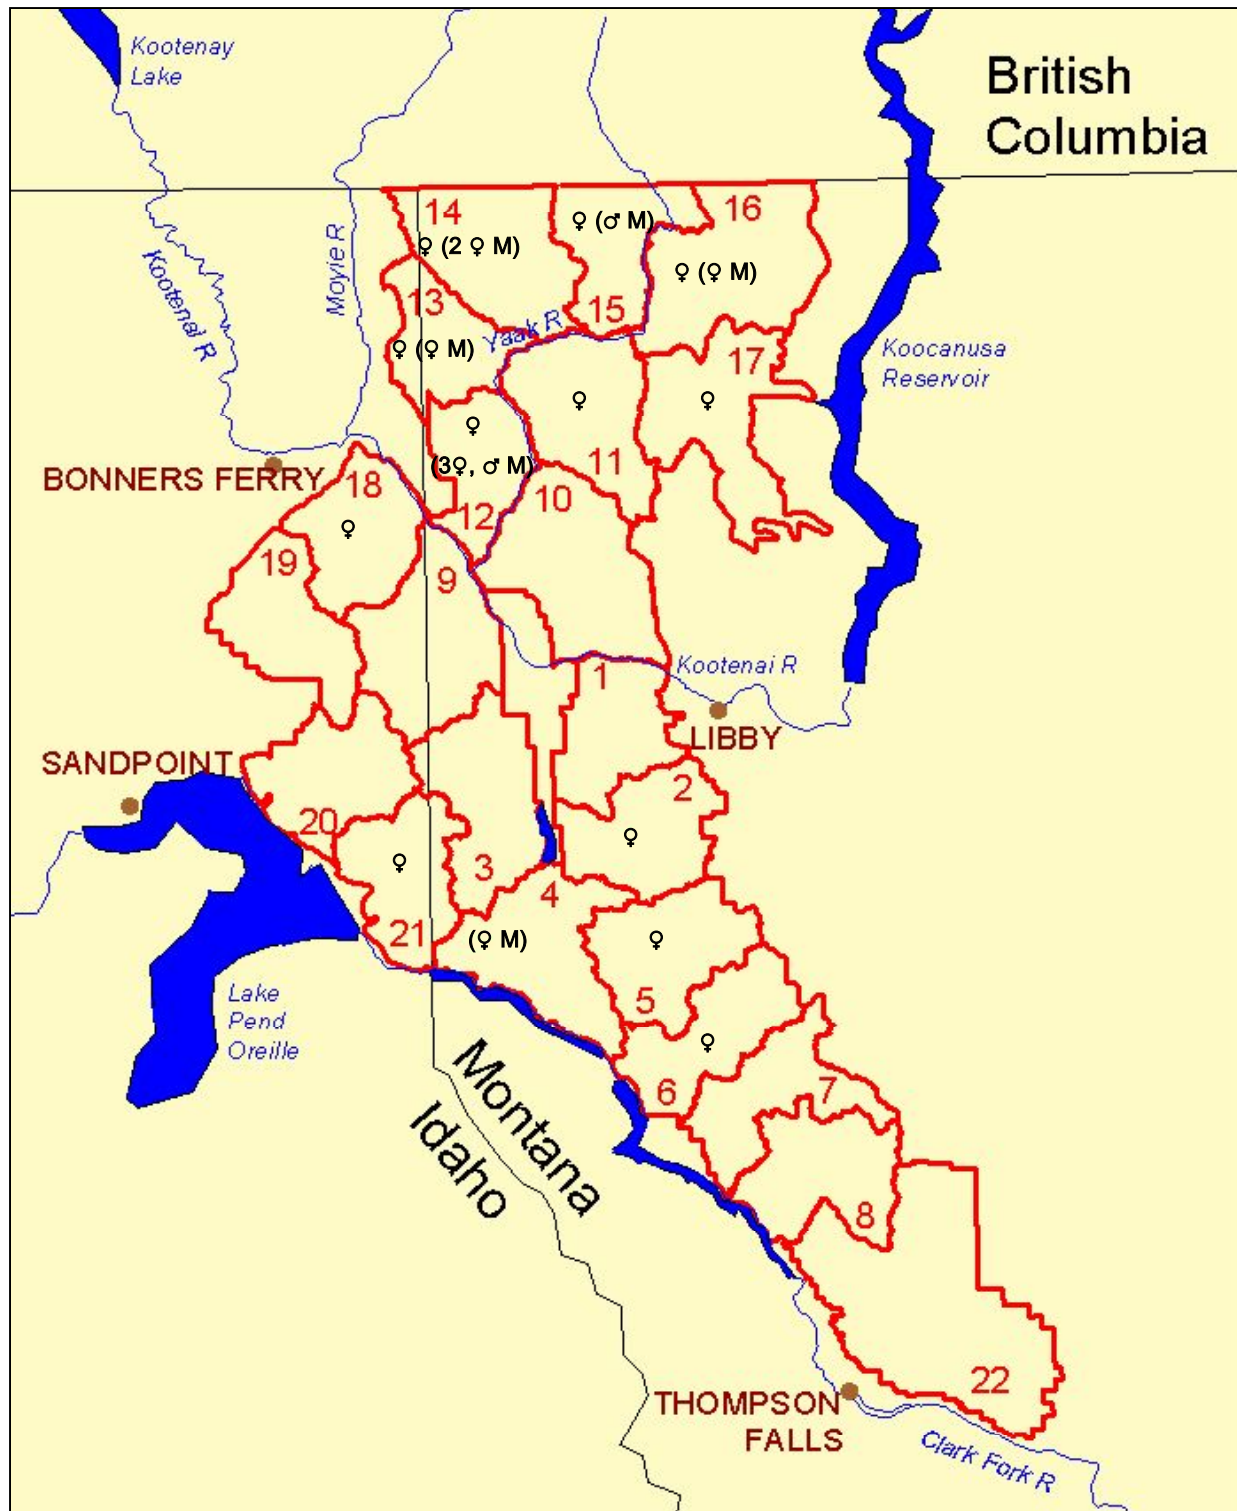 Kootenay
Lake
British
Columbia
14
♀ (♂ M)
16
♀ (2 ♀ M)
Moyie R
Kootenai R
♀ (♀ M)
13
15
Yaak R
♀ (♀ M)
17
Koocanusa
Reservoir
♀
♀
♀
(3♀, ♂ M)
11
BONNERS FERRY
18
10
12
♀
19
9
Kootenai R
1
LIBBY
SANDPOINT
2
20
♀
♀
3
4
21
(♀ M)
♀
5
Lake
Pend
Oreille
♀
6
7
Montana
Idaho
8
22
THOMPSON
FALLS
Clark Fork R